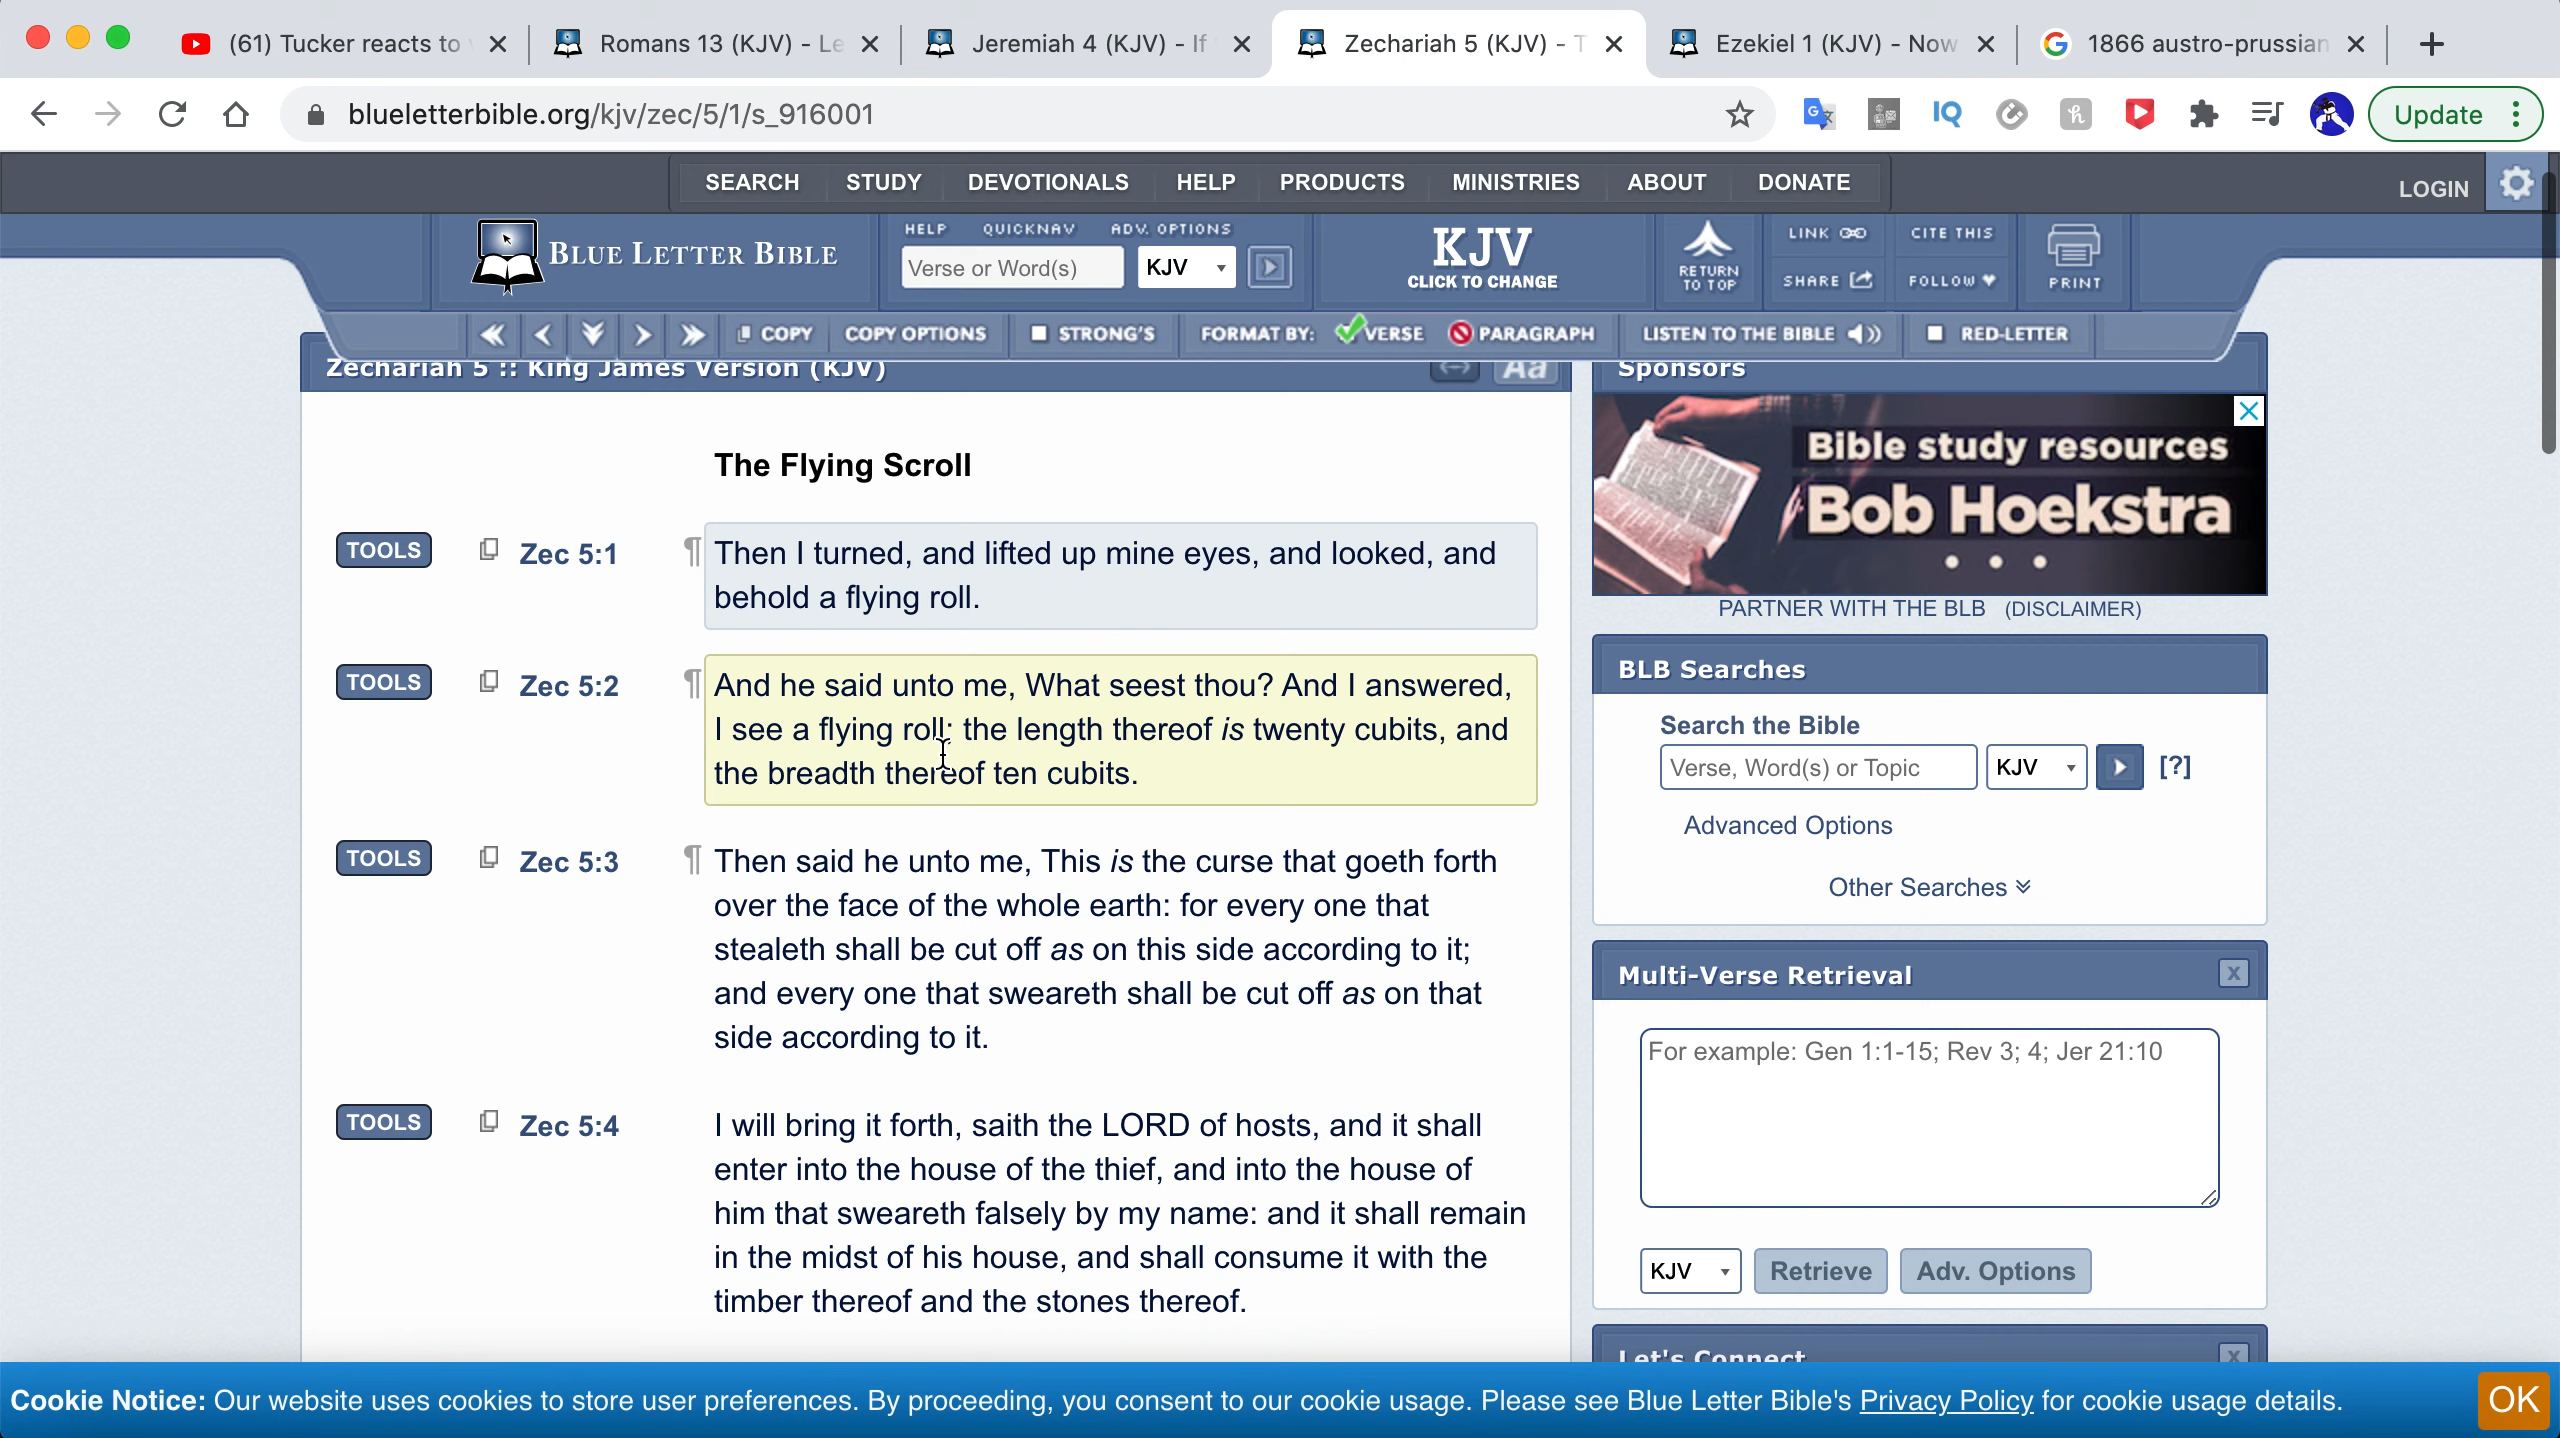 (61) Tucker reacts to
Romans 13 (KJV) - Le
Jeremiah 4 (KJV) - If
Zechariah 5 (KJV) - T
Ezekiel 1 (KJV) - Now
1866 austro-prussian
blueletterbible.org/kjv/zec/5/1/s_916001
IQ
Update
SEARCH STUDY DEVOTIONALS HELP PRODUCTS MINISTRIES ABOUT DONATE
LOGIN
BLUE LETTER BIBLE
HELP QUICKNAV ADV. OPTIONS
Verse or Word(s)
KJV
KJV
CLICK TO CHANGE
RETURN
TO TOP
LINK
CITE THIS
SHARE
FOLLOW
PRINT
COPY COPY OPTIONS STRONG'S FORMAT BY: VERSE PARAGRAPH LISTEN TO THE BIBLE RED-LETTER
Zechariah 5 :: King James Version (KJV)
Aa
The Flying Scroll
TOOLS Zec 5:1 ¶ Then I turned, and lifted up mine eyes, and looked, and
behold a flying roll.
TOOLS Zec 5:2 ¶ And he said unto me, What seest thou? And I answered,
I see a flying roll; the length thereof is twenty cubits, and
the breadth thereof ten cubits.
TOOLS Zec 5:3 ¶ Then said he unto me, This is the curse that goeth forth
over the face of the whole earth: for every one that
stealeth shall be cut off as on this side according to it;
and every one that sweareth shall be cut off as on that
side according to it.
TOOLS Zec 5:4 I will bring it forth, saith the LORD of hosts, and it shall
enter into the house of the thief, and into the house of
him that sweareth falsely by my name: and it shall remain
in the midst of his house, and shall consume it with the
timber thereof and the stones thereof.
Sponsors
Bible study resources
Bob Hoekstra
PARTNER WITH THE BLB (DISCLAIMER)
BLB Searches
Search the Bible
Verse, Word(s) or Topic
KJV
[?]
Advanced Options
Other Searches
Multi-Verse Retrieval
X
For example: Gen 1:1-15; Rev 3; 4; Jer 21:10
KJV
Retrieve
Adv. Options
Let's Connect
X
Cookie Notice: Our website uses cookies to store user preferences. By proceeding, you consent to our cookie usage. Please see Blue Letter Bible's Privacy Policy for cookie usage details.
OK